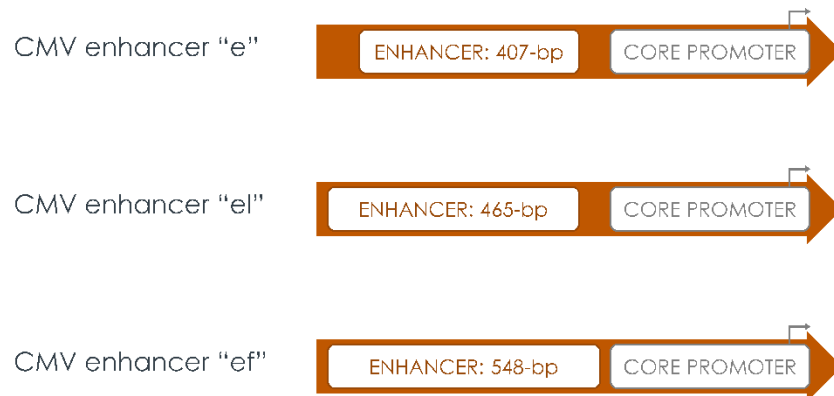 CMV enhancer “e”
ENHANCER: 407-bp
CORE PROMOTER
CMV enhancer “el”
ENHANCER: 465-bp
CORE PROMOTER
CMV enhancer “ef”
ENHANCER: 548-bp
CORE PROMOTER